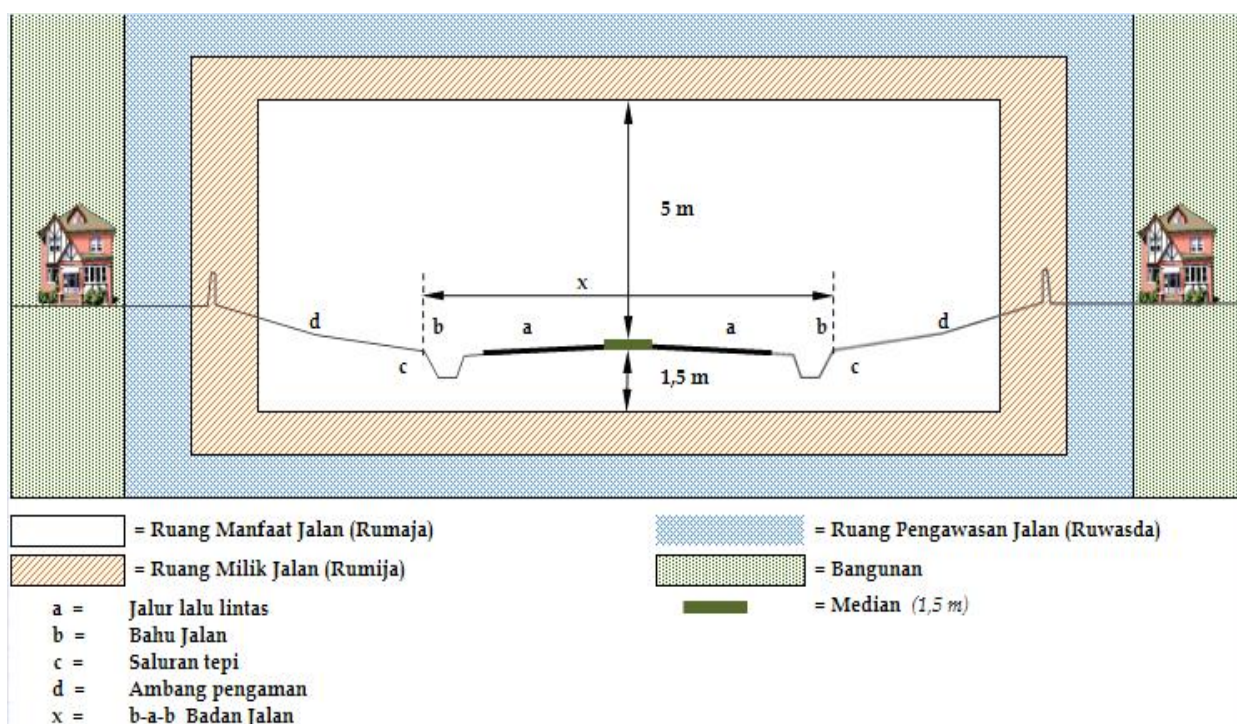 5 m
x
d
b
a
a
b
d
c
1,5 m
c
= Ruang Manfaat Jalan (Rumaja)
= Ruang Pengawasan Jalan (Ruwasda)
= Ruang Milik Jalan (Rumija)
= Bangunan
a = Jalur lalu lintas
= Median (1,5 m)
b = Bahu Jalan
c = Saluran tepi
d = Ambang pengaman
x = b-a-b Badan Jalan